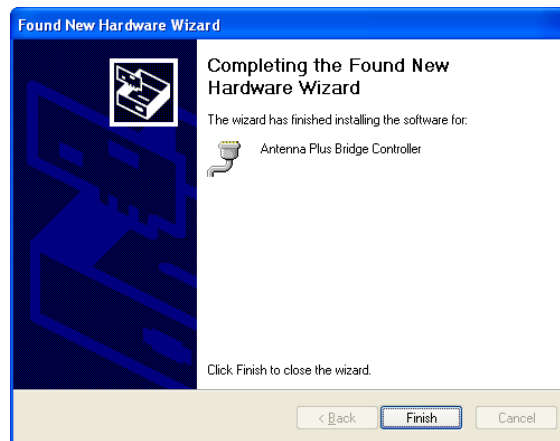 Found New Hardware Wizard
Completing the Found New
Hardware Wizard
The wizard has finished installing the software for:
Antenna Plus Bridge Controller
Click Finish to close the wizard.
< Back
Finish
Cancel